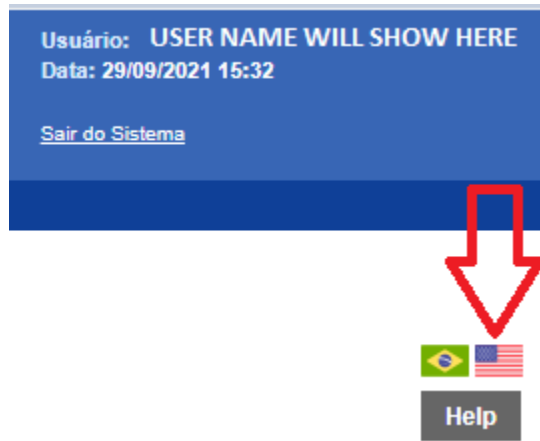 Usuário: USER NAME WILL SHOW HERE
Data: 29/09/2021 15:32
Sair do Sistema
Help